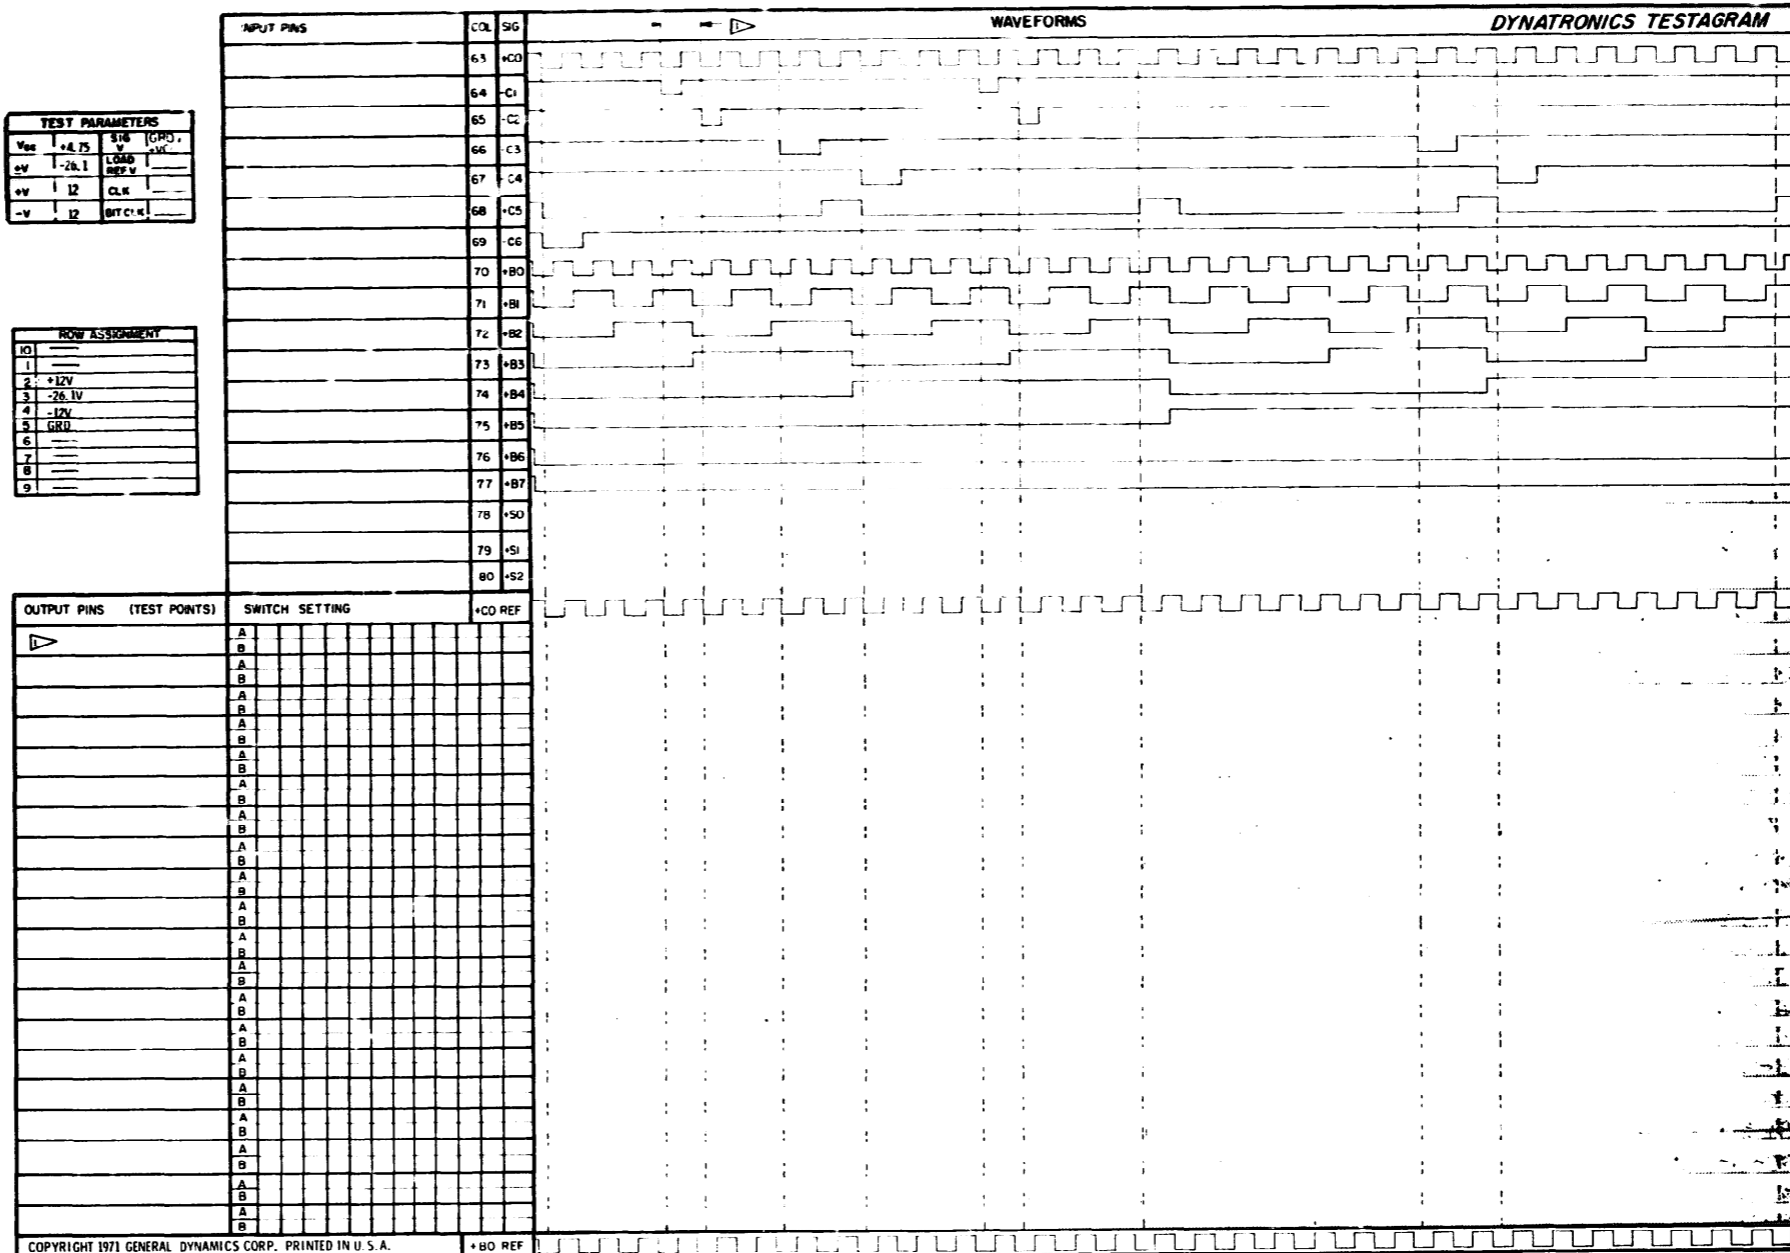 INPUT PINS COL SIG WAVEFORMS DYNATRONICS TESTAGRAM
63 +C0
64 -C1
65 -C2
66 -C3
67 -C4
68 +C5
69 -C6
70 +B0
71 +B1
72 +B2
73 +B3
74 +B4
75 +B5
76 +B6
77 +B7
78 +S0
79 +S1
80 +S2
TEST PARAMETERS
+4.75 SIG V GRD,
-26.1 LOAD REF V
+V 12 CLK
-V 12 BIT CLK
ROW ASSIGNMENT
10
1
2 +12V
3 -26.1V
4 -12V
5 GRD
6
7
8
9
OUTPUT PINS (TEST POINTS) SWITCH SETTING +C0 REF
1
A
B
A
B
A
B
A
B
A
B
A
B
A
B
A
B
A
B
A
B
A
B
A
B
A
B
A
B
A
B
A
B
A
B
A
B
A
B
A
B
COPYRIGHT 1971 GENERAL DYNAMICS CORP. PRINTED IN U.S.A. +B0 REF